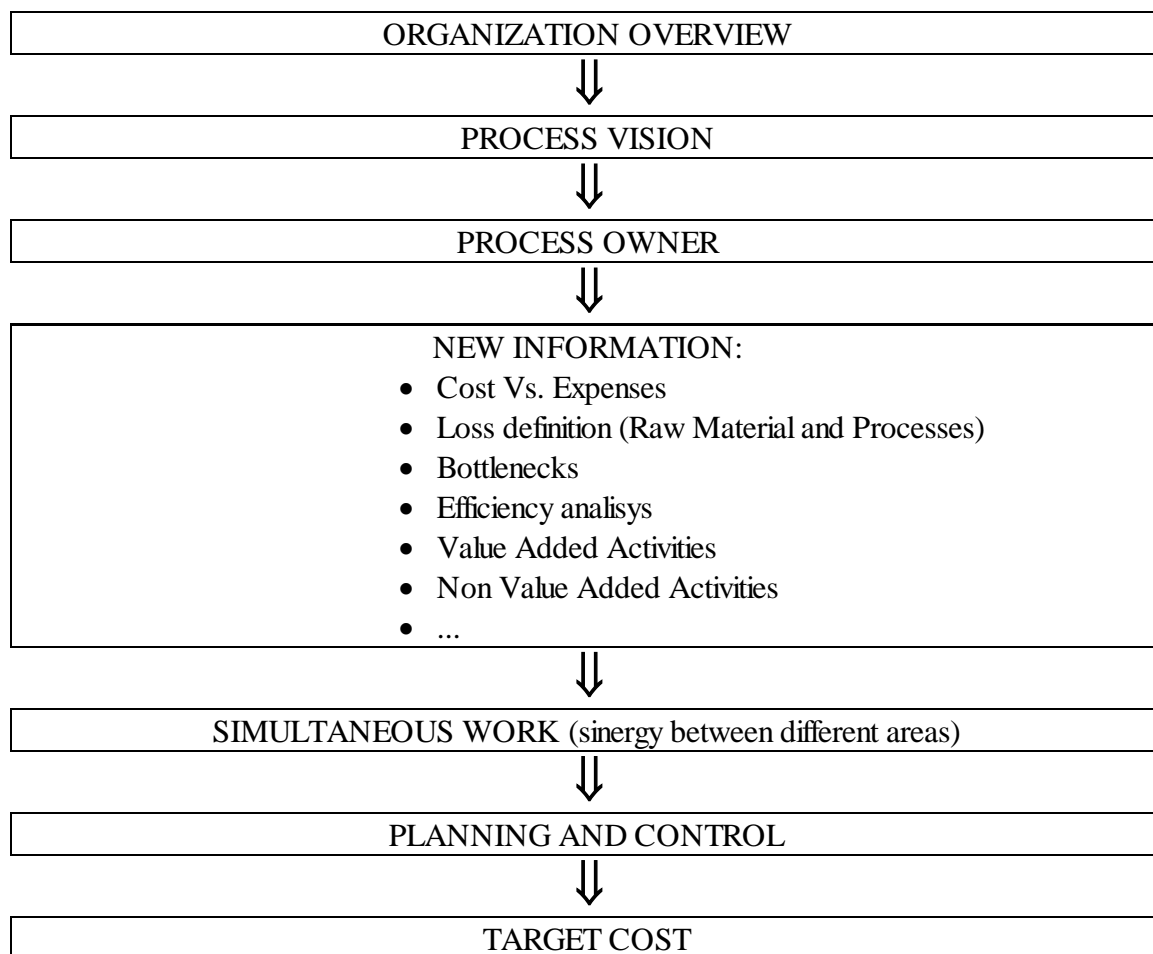 ORGANIZATION OVERVIEW
⇓
PROCESS VISION
⇓
PROCESS OWNER
⇓
NEW INFORMATION:
• Cost Vs. Expenses
• Loss definition (Raw Material and Processes)
• Bottlenecks
• Efficiency analisys
• Value Added Activities
• Non Value Added Activities
• ...
⇓
SIMULTANEOUS WORK (sinergy between different areas)
⇓
PLANNING AND CONTROL
⇓
TARGET COST